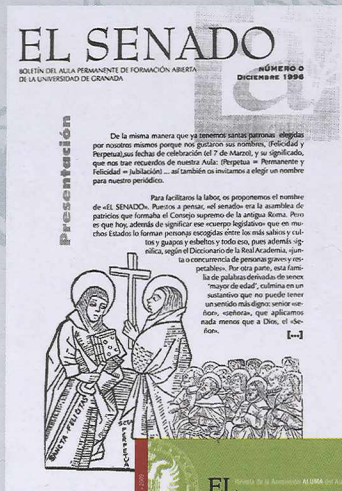 EL SENADO
BOLETÍN DEL AULA PERMANENTE DE FORMACIÓN ABIERTA
DE LA UNIVERSIDAD DE GRANADA
NÚMERO 0
DICIEMBRE 1996
Presentación
De la misma manera que ya tenemos santas patronas elegidas
por nosotros mismos porque nos gustaron sus nombres, (Felicidad y
Perpetua),sus fechas de celebración (el 7 de Marzo), y su significado,
que nos trae recuerdos de nuestra Aula: (Perpetua = Permanente y
Felicidad = Jubilación) ... así también os invitamos a elegir un nombre
para nuestro periódico.
Para facilitaros la labor, os proponemos el nombre
de «EL SENADO». Puestos a pensar, «el senado» era la asamblea de
patricios que formaba el Consejo supremo de la antigua Roma. Pero
es que hoy, además de significar ese «cuerpo legislativo» que en mu-
chos Estados lo forman personas escogidas entre los más sabios y cul-
tos y guapos y esbeltos y todo eso, pues además sig-
nifica, según el Diccionario de la Real Academia, «jun-
ta o concurrencia de personas graves y res-
petables». Por otra parte, esta fami-
lia de palabras derivadas de senex
"mayor de edad", culmina en un
sustantivo que no puede tener
un sentido más digno: senior «se-
ñor», «señora», que aplicamos
nada menos que a Dios, el «Se-
ñor».
[...]
SANCTA FELICITAS
PERPETUA
EL
Revista de la Asociación ALUMA del